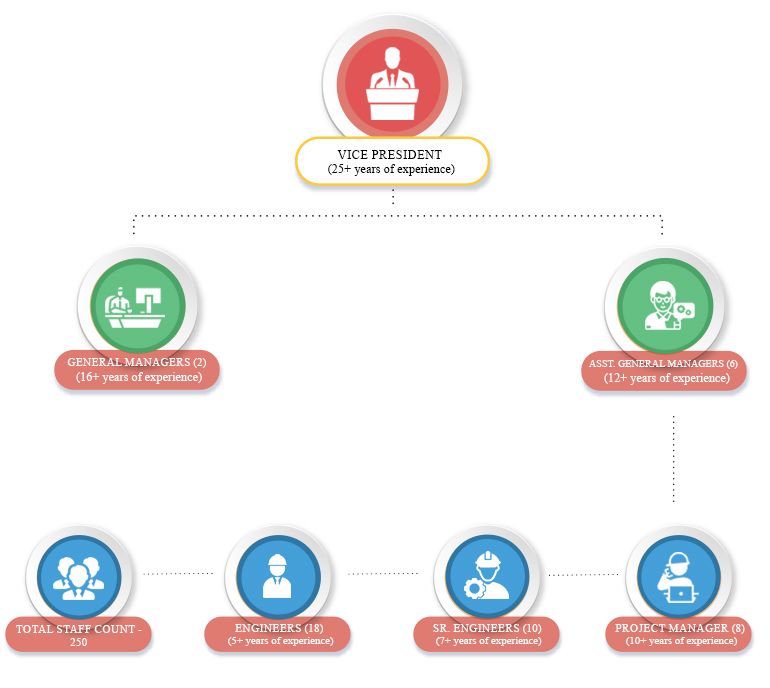 VICE PRESIDENT
(25+ years of experience)
GENERAL MANAGERS (2)
(16+ years of experience)
ASST. GENERAL MANAGERS (6)
(12+ years of experience)
TOTAL STAFF COUNT -
250
ENGINEERS (18)
(5+ years of experience)
SR. ENGINEERS (10)
(7+ years of experience)
PROJECT MANAGER (8)
(10+ years of experience)